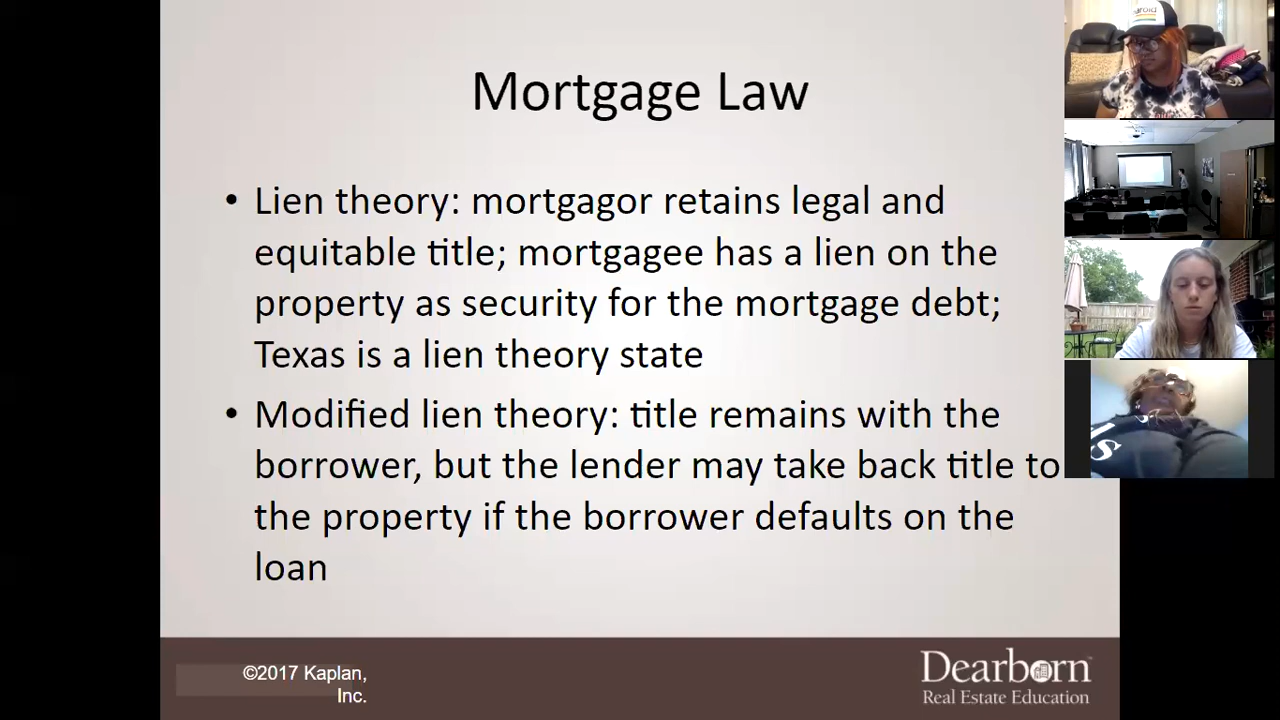 Mortgage Law
• Lien theory: mortgagor retains legal and
equitable title; mortgagee has a lien on the
property as security for the mortgage debt;
Texas is a lien theory state
• Modified lien theory: title remains with the
borrower, but the lender may take back title to
the property if the borrower defaults on the
loan
©2017 Kaplan,
Inc.
Dearborn™
Real Estate Education